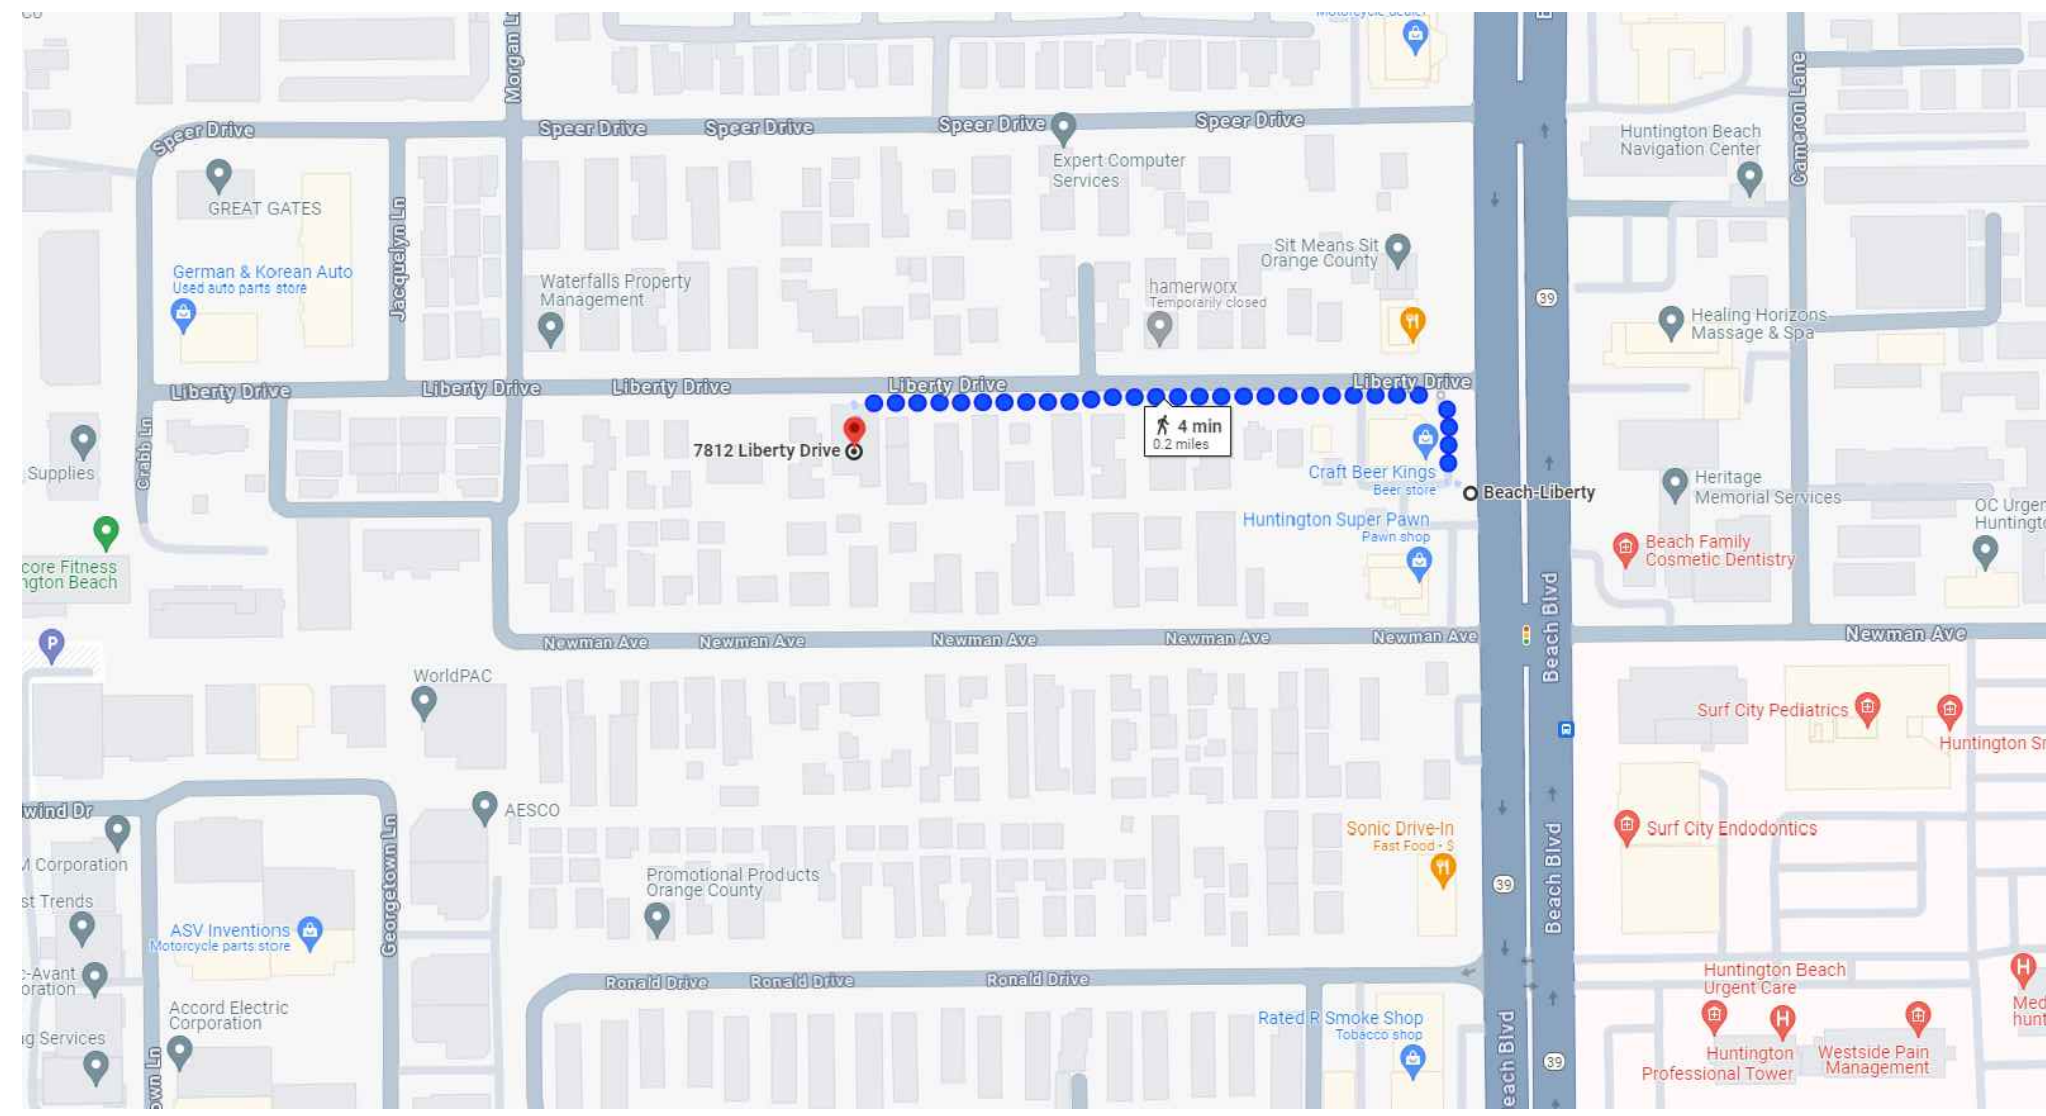 Motorcycle dealer
Morgan Ln
Speer Drive
Speer Drive
Speer Drive
Speer Drive
Speer Drive
Expert Computer
Services
Huntington Beach
Navigation Center
Cameron Lane
GREAT GATES
Jacquelyn Ln
German & Korean Auto
Used auto parts store
Waterfalls Property
Management
Sit Means Sit
Orange County
hamerworx
Temporarily closed
39
Healing Horizons
Massage & Spa
Liberty Drive
Liberty Drive
Liberty Drive
Liberty Drive
Liberty Drive
4 min
0.2 miles
7812 Liberty Drive
Crabb Ln
Supplies
Craft Beer Kings
Beer store
Beach-Liberty
Heritage
Memorial Services
OC Urgen
Huntingto
Huntington Super Pawn
Pawn shop
Beach Family
Cosmetic Dentistry
core Fitness
ngton Beach
P
Beach Blvd
Newman Ave
Newman Ave
Newman Ave
Newman Ave
Newman Ave
Newman Ave
WorldPAC
Surf City Pediatrics
Huntington Sr
wind Dr
AESCO
Georgetown Ln
M Corporation
Sonic Drive-In
Fast Food - $
Surf City Endodontics
Beach Blvd
39
Promotional Products
Orange County
st Trends
ASV Inventions
Motorcycle parts store
c-Avant
oration
Ronald Drive
Ronald Drive
Ronald Drive
Huntington Beach
Urgent Care
H
Med
hunt
Accord Electric
Corporation
Rated R Smoke Shop
Tobacco shop
each Blvd
39
H
Huntington
Professional Tower
Westside Pain
Management
ng Services
own Ln